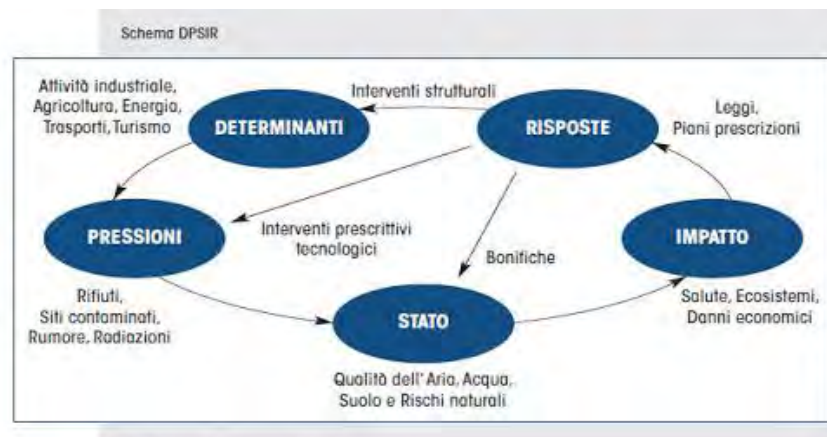 Schema DPSIR
Attività industriale,
Agricoltura, Energia,
Trasporti, Turismo
Interventi strutturali
DETERMINANTI
RISPOSTE
Leggi,
Piani prescrizioni
PRESSIONI
Interventi prescrittivi
tecnologici
Bonifiche
IMPATTO
Rifiuti,
Siti contaminati,
Rumore, Radiazioni
STATO
Salute, Ecosistemi,
Danni economici
Qualità dell'Aria, Acqua,
Suolo e Rischi naturali